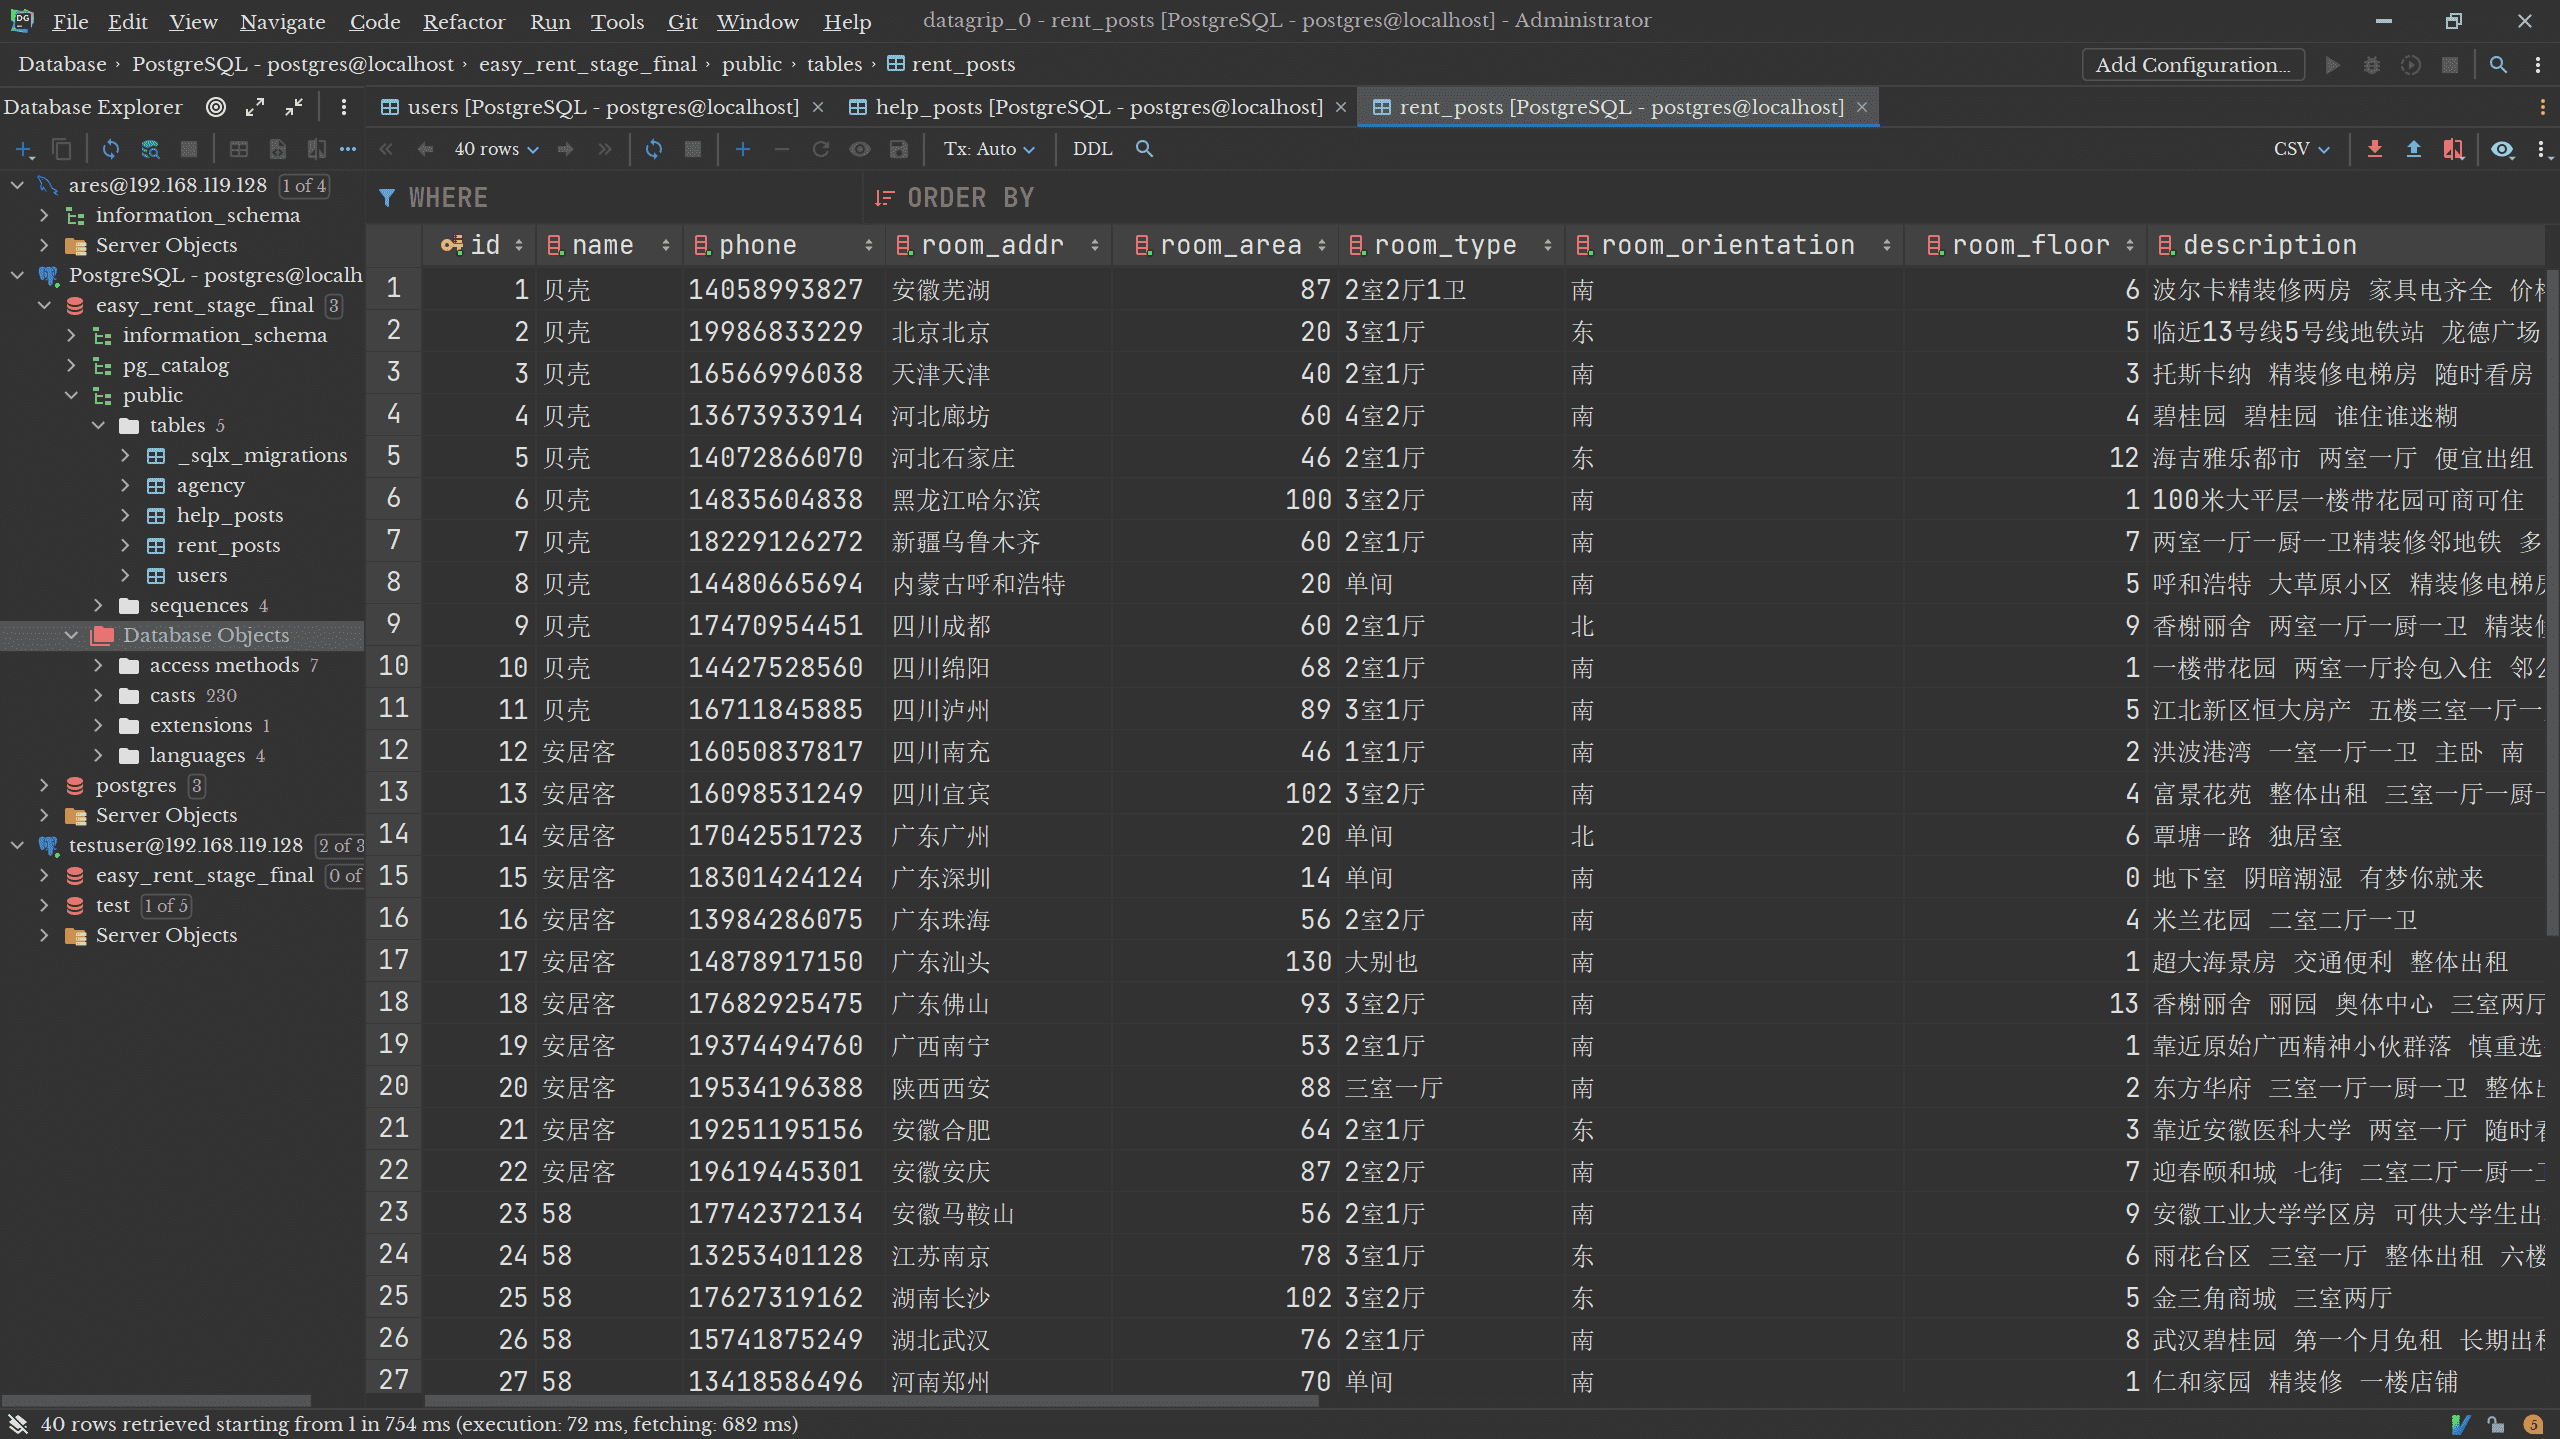 File Edit View Navigate Code Refactor Run Tools Git Window Help datagrip_0 - rent_posts [PostgreSQL - postgres@localhost] - Administrator
Database › PostgreSQL - postgres@localhost › easy_rent_stage_final › public › tables › rent_posts Add Configuration...
Database Explorer users [PostgreSQL - postgres@localhost] help_posts [PostgreSQL - postgres@localhost] rent_posts [PostgreSQL - postgres@localhost]
40 rows Tx: Auto DDL CSV
WHERE ORDER BY
ares@192.168.119.128 1 of 4
information_schema
Server Objects
PostgreSQL - postgres@localh
easy_rent_stage_final 3
information_schema
pg_catalog
public
tables 5
_sqlx_migrations
agency
help_posts
rent_posts
users
sequences 4
Database Objects
access methods 7
casts 230
extensions 1
languages 4
postgres 3
Server Objects
testuser@192.168.119.128 2 of 3
easy_rent_stage_final 0 of
test 1 of 5
Server Objects
id name phone room_addr room_area room_type room_orientation room_floor description
1 1 贝壳 14058993827 安徽芜湖 87 2室2厅1卫 南 6 波尔卡精装修两房 家具电齐全 价
2 2 贝壳 19986833229 北京北京 20 3室1厅 东 5 临近13号线5号线地铁站 龙德广场
3 3 贝壳 16566996038 天津天津 40 2室1厅 南 3 托斯卡纳 精装修电梯房 随时看房
4 4 贝壳 13673933914 河北廊坊 60 4室2厅 南 4 碧桂园 碧桂园 谁住谁迷糊
5 5 贝壳 14072866070 河北石家庄 46 2室1厅 东 12 海吉雅乐都市 两室一厅 便宜出组
6 6 贝壳 14835604838 黑龙江哈尔滨 100 3室2厅 南 1 100米大平层一楼带花园可商可住
7 7 贝壳 18229126272 新疆乌鲁木齐 60 2室1厅 南 7 两室一厅一厨一卫精装修邻地铁 多
8 8 贝壳 14480665694 内蒙古呼和浩特 20 单间 南 5 呼和浩特 大草原小区 精装修电梯
9 9 贝壳 17470954451 四川成都 60 2室1厅 北 9 香榭丽舍 两室一厅一厨一卫 精装
10 10 贝壳 14427528560 四川绵阳 68 2室1厅 南 1 一楼带花园 两室一厅拎包入住 邻
11 11 贝壳 16711845885 四川泸州 89 3室1厅 南 5 江北新区恒大房产 五楼三室一厅一
12 12 安居客 16050837817 四川南充 46 1室1厅 南 2 洪波港湾 一室一厅一卫 主卧 南
13 13 安居客 16098531249 四川宜宾 102 3室2厅 南 4 富景花苑 整体出租 三室一厅一厨
14 14 安居客 17042551723 广东广州 20 单间 北 6 覃塘一路 独居室
15 15 安居客 18301424124 广东深圳 14 单间 南 0 地下室 阴暗潮湿 有梦你就来
16 16 安居客 13984286075 广东珠海 56 2室2厅 南 4 米兰花园 二室二厅一卫
17 17 安居客 14878917150 广东汕头 130 大别也 南 1 超大海景房 交通便利 整体出租
18 18 安居客 17682925475 广东佛山 93 3室2厅 南 13 香榭丽舍 丽园 奥体中心 三室两厅
19 19 安居客 19374494760 广西南宁 53 2室1厅 南 1 靠近原始广西精神小伙群落 慎重选
20 20 安居客 19534196388 陕西西安 88 三室一厅 南 2 东方华府 三室一厅一厨一卫 整体
21 21 安居客 19251195156 安徽合肥 64 2室1厅 东 3 靠近安徽医科大学 两室一厅 随时
22 22 安居客 19619445301 安徽安庆 87 2室2厅 南 7 迎春颐和城 七街 二室二厅一厨一
23 23 58 17742372134 安徽马鞍山 56 2室1厅 南 9 安徽工业大学学区房 可供大学生出
24 24 58 13253401128 江苏南京 78 3室1厅 东 6 雨花台区 三室一厅 整体出租 六楼
25 25 58 17627319162 湖南长沙 102 3室2厅 东 5 金三角商城 三室两厅
26 26 58 15741875249 湖北武汉 76 2室1厅 南 8 武汉碧桂园 第一个月免租 长期出
27 27 58 13418586496 河南郑州 70 单间 南 1 仁和家园 精装修 一楼店铺
40 rows retrieved starting from 1 in 754 ms (execution: 72 ms, fetching: 682 ms) 5